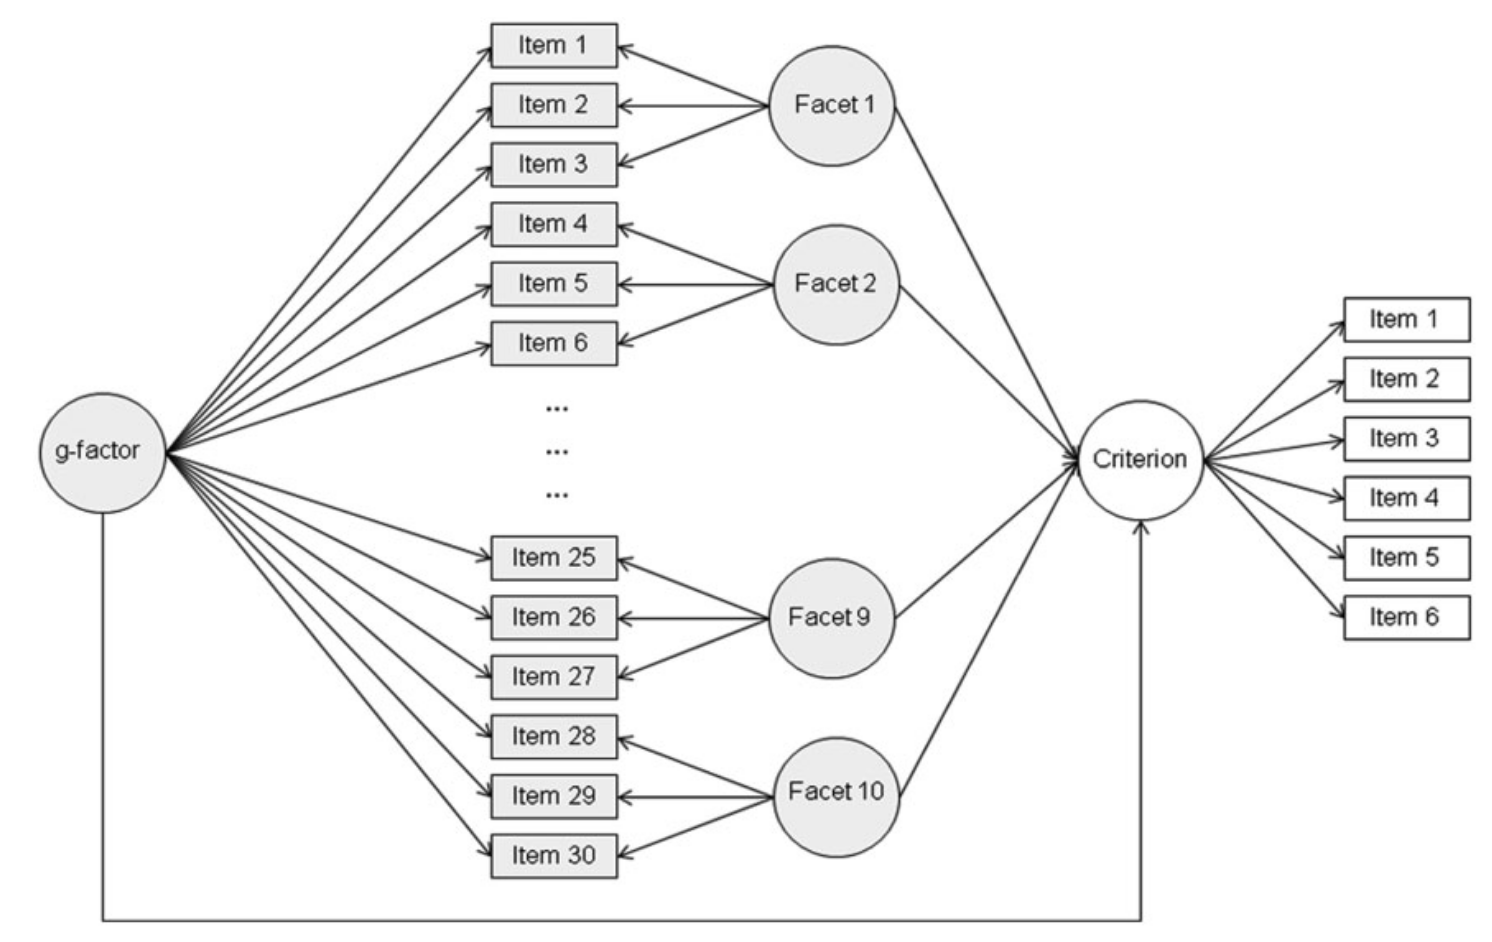 Item 1
Item 2
Item 3
Item 4
Item 5
Item 6
...
...
...
Item 25
Item 26
Item 27
Item 28
Item 29
Item 30
g-factor
Facet 1
Facet 2
Facet 9
Facet 10
Criterion
Item 1
Item 2
Item 3
Item 4
Item 5
Item 6